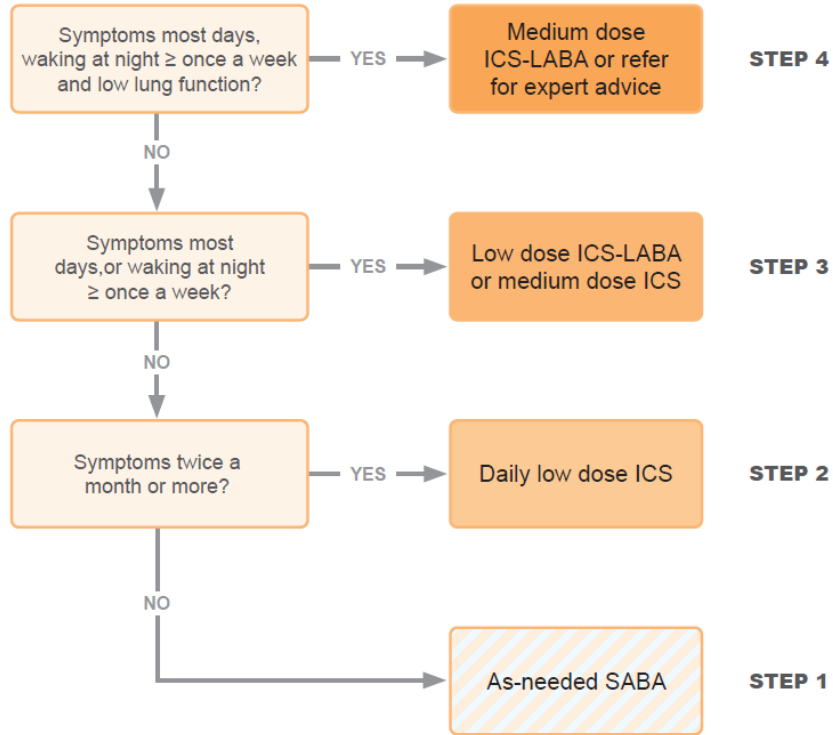 Symptoms most days,
waking at night ≥ once a week
and low lung function?
YES
Medium dose
ICS-LABA or refer
for expert advice
STEP 4
NO
Symptoms most
days,or waking at night
≥ once a week?
YES
Low dose ICS-LABA
or medium dose ICS
STEP 3
NO
Symptoms twice a
month or more?
YES
Daily low dose ICS
STEP 2
NO
As-needed SABA
STEP 1